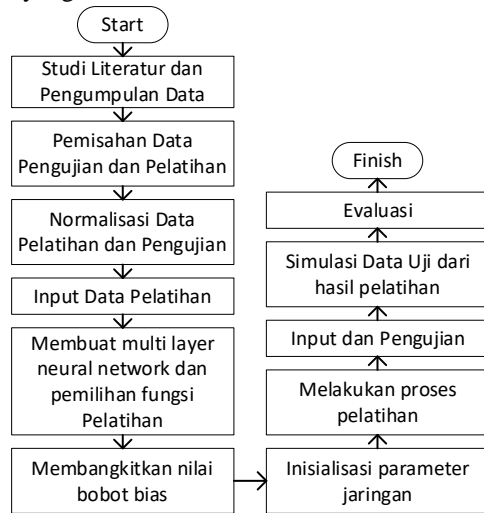 Start
Studi Literatur dan
Pengumpulan Data
Pemisahan Data
Pengujian dan Pelatihan
Normalisasi Data
Pelatihan dan Pengujian
Input Data Pelatihan
Membuat multi layer
neural network dan
pemilihan fungsi
Pelatihan
Membangkitkan nilai
bobot bias
Inisialisasi parameter
jaringan
Melakukan proses
pelatihan
Input dan Pengujian
Simulasi Data Uji dari
hasil pelatihan
Evaluasi
Finish